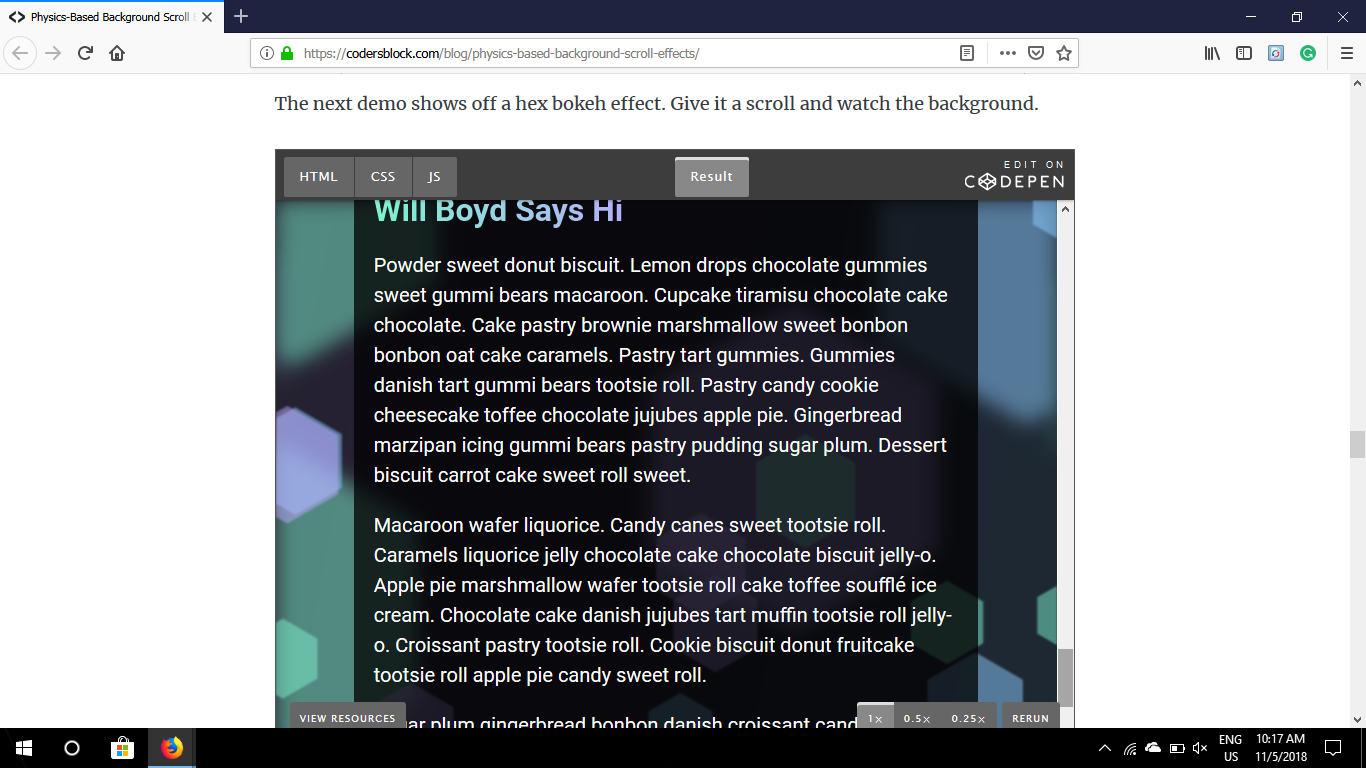 Physics-Based Background Scroll
https://codersblock.com/blog/physics-based-background-scroll-effects/
The next demo shows off a hex bokeh effect. Give it a scroll and watch the background.
HTML CSS JS Result EDIT ON
CODEPEN
Will Boyd Says Hi
Powder sweet donut biscuit. Lemon drops chocolate gummies
sweet gummi bears macaroon. Cupcake tiramisu chocolate cake
chocolate. Cake pastry brownie marshmallow sweet bonbon
bonbon oat cake caramels. Pastry tart gummies. Gummies
danish tart gummi bears tootsie roll. Pastry candy cookie
cheesecake toffee chocolate jujubes apple pie. Gingerbread
marzipan icing gummi bears pastry pudding sugar plum. Dessert
biscuit carrot cake sweet roll sweet.
Macaroon wafer liquorice. Candy canes sweet tootsie roll.
Caramels liquorice jelly chocolate cake chocolate biscuit jelly-o.
Apple pie marshmallow wafer tootsie roll cake toffee soufflé ice
cream. Chocolate cake danish jujubes tart muffin tootsie roll jelly-
o. Croissant pastry tootsie roll. Cookie biscuit donut fruitcake
tootsie roll apple pie candy sweet roll.
plum gingerbread bonbon danish croissant
VIEW RESOURCES 1× 0.5× 0.25× RERUN
ENG 10:17 AM
US 11/5/2018